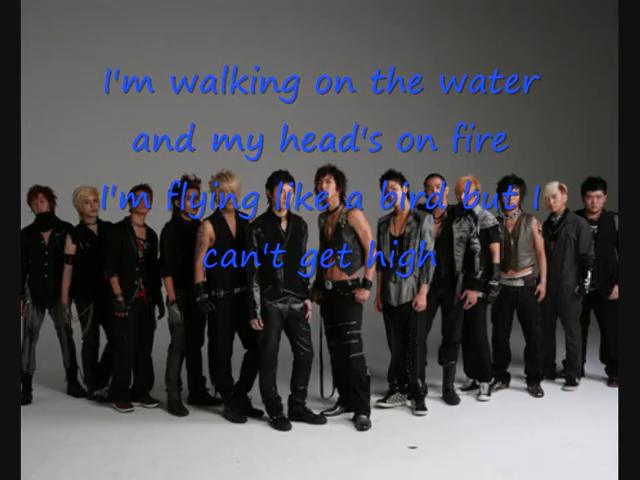 I'm walking on the water
and my head's on fire
I'm flying like a bird but I
can't get high